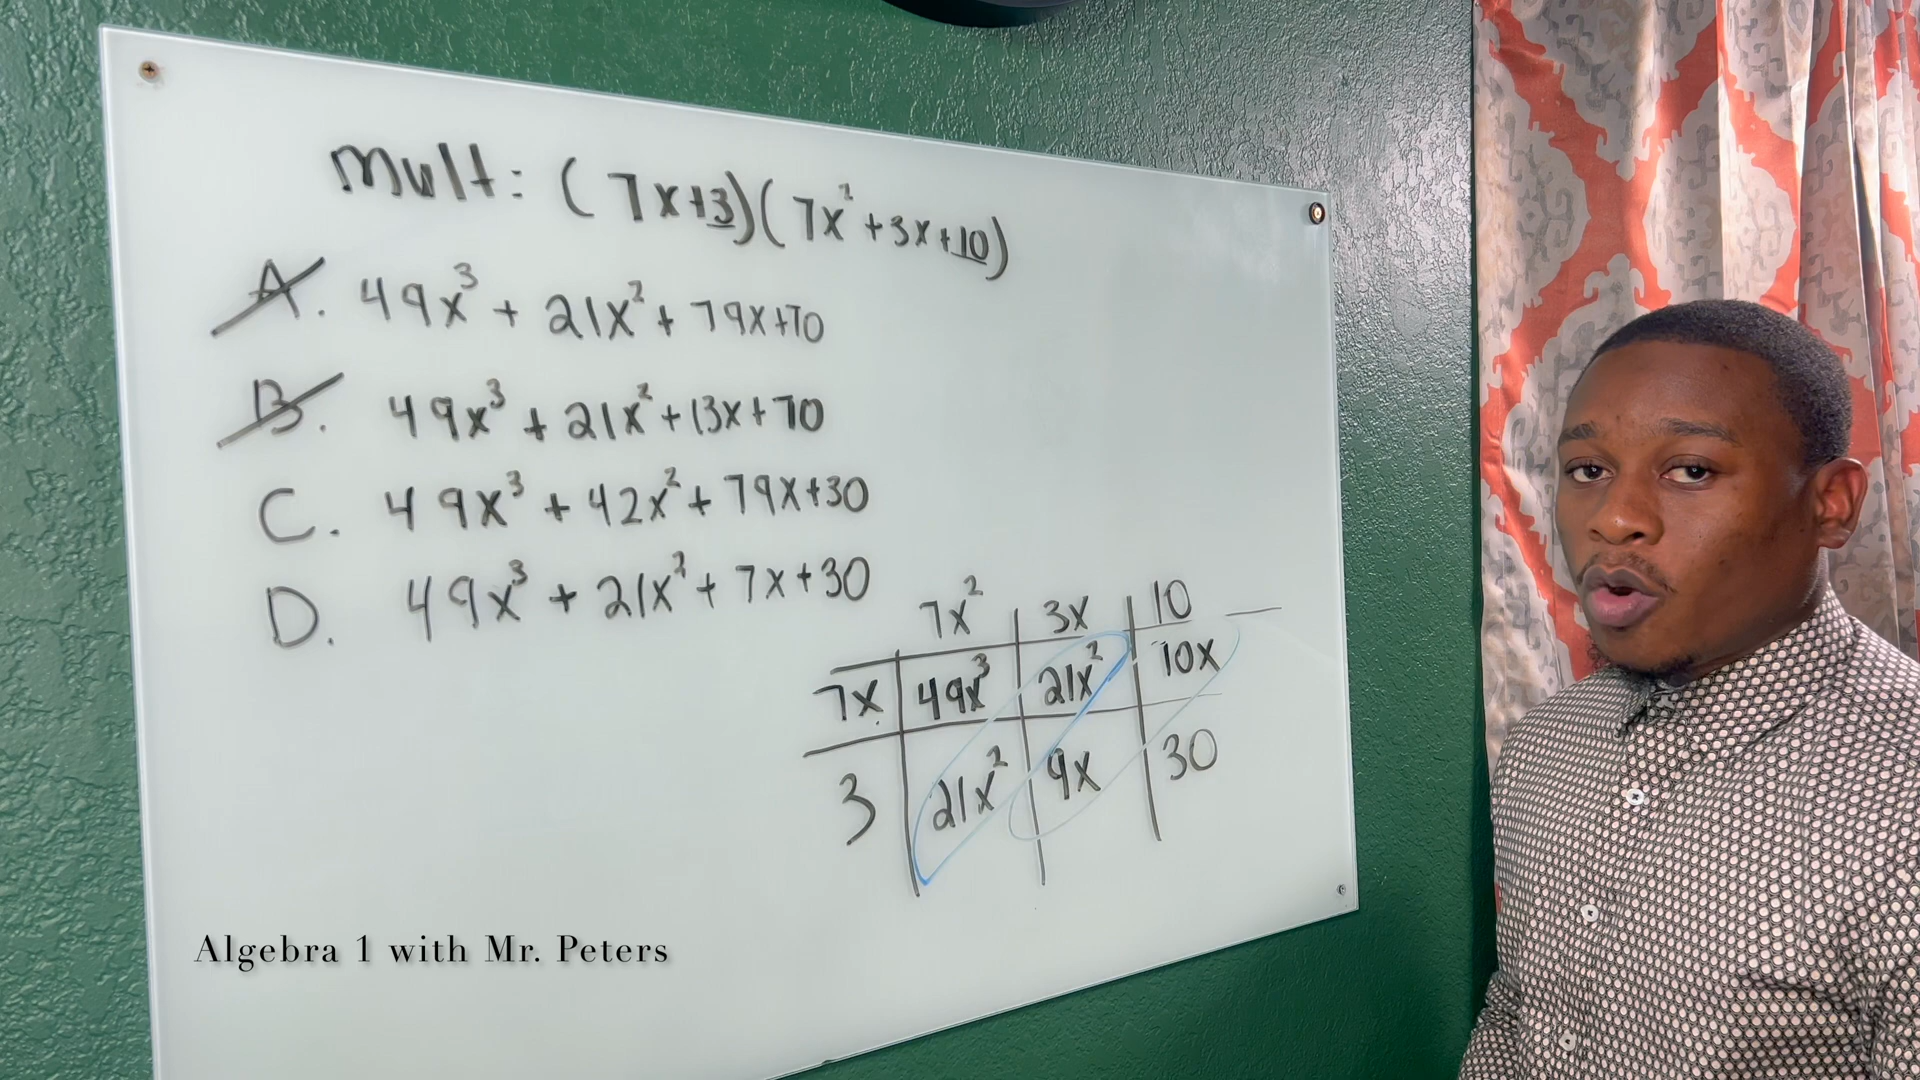 Mult: (7x+3)(7x²+3x+10)
A. 49x³ + 21x² + 79x+70
B. 49x³ + 21x² + 13x+70
C. 49x³ + 42x² + 79x+30
D. 49x³ + 21x² + 7x+30
7x² 3x 10
7x 49x³ 21x² 10x
3 21x² 9x 30
Algebra 1 with Mr. Peters